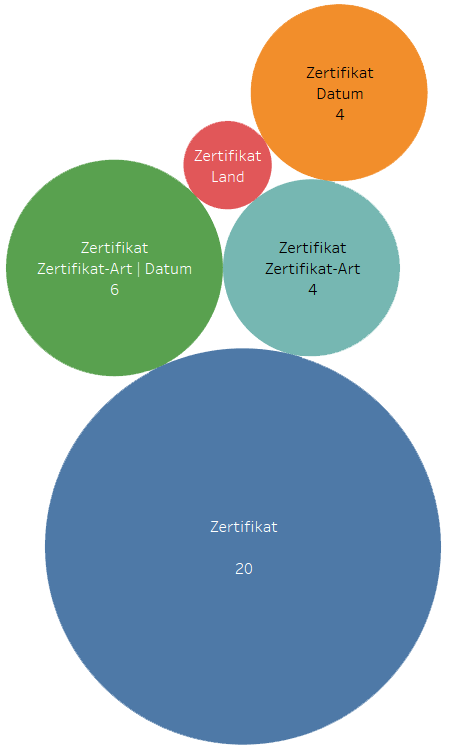 Zertifikat
Datum
4
Zertifikat
Land
Zertifikat
Zertifikat-Art | Datum
6
Zertifikat
Zertifikat-Art
4
Zertifikat
20